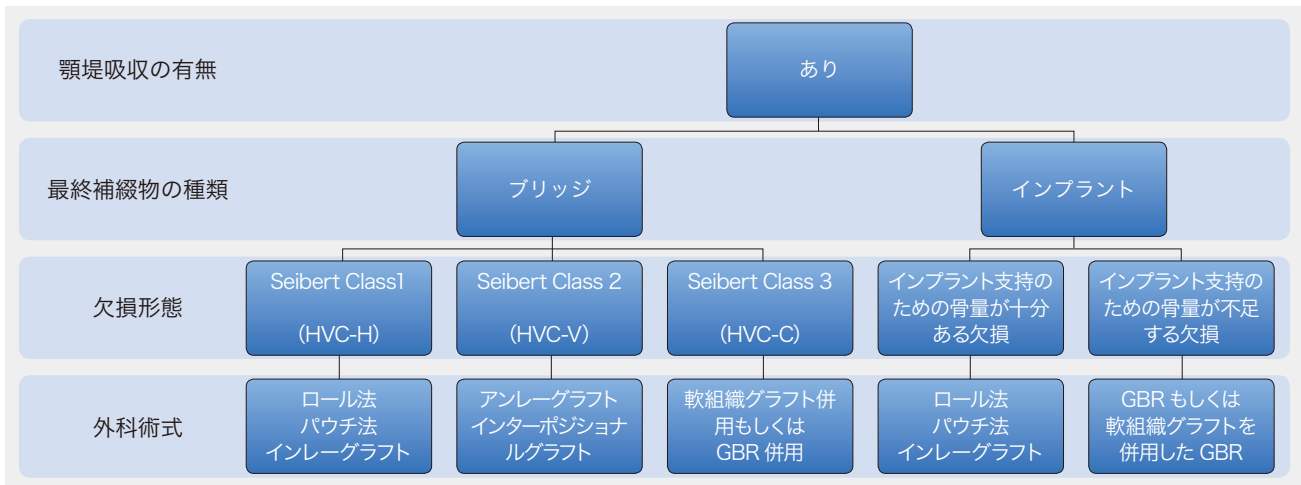 顎堤吸収の有無
あり
最終補綴物の種類
ブリッジ
インプラント
欠損形態
Seibert Class1
(HVC-H)
Seibert Class 2
(HVC-V)
Seibert Class 3
(HVC-C)
インプラント支持の
ための骨量が十分
ある欠損
インプラント支持の
ための骨量が不足
する欠損
外科術式
ロール法
パウチ法
インレーグラフト
アンレーグラフト
インターポジショナ
ルグラフト
軟組織グラフト併
用もしくは
GBR 併用
ロール法
パウチ法
インレーグラフト
GBR もしくは
軟組織グラフトを
併用した GBR